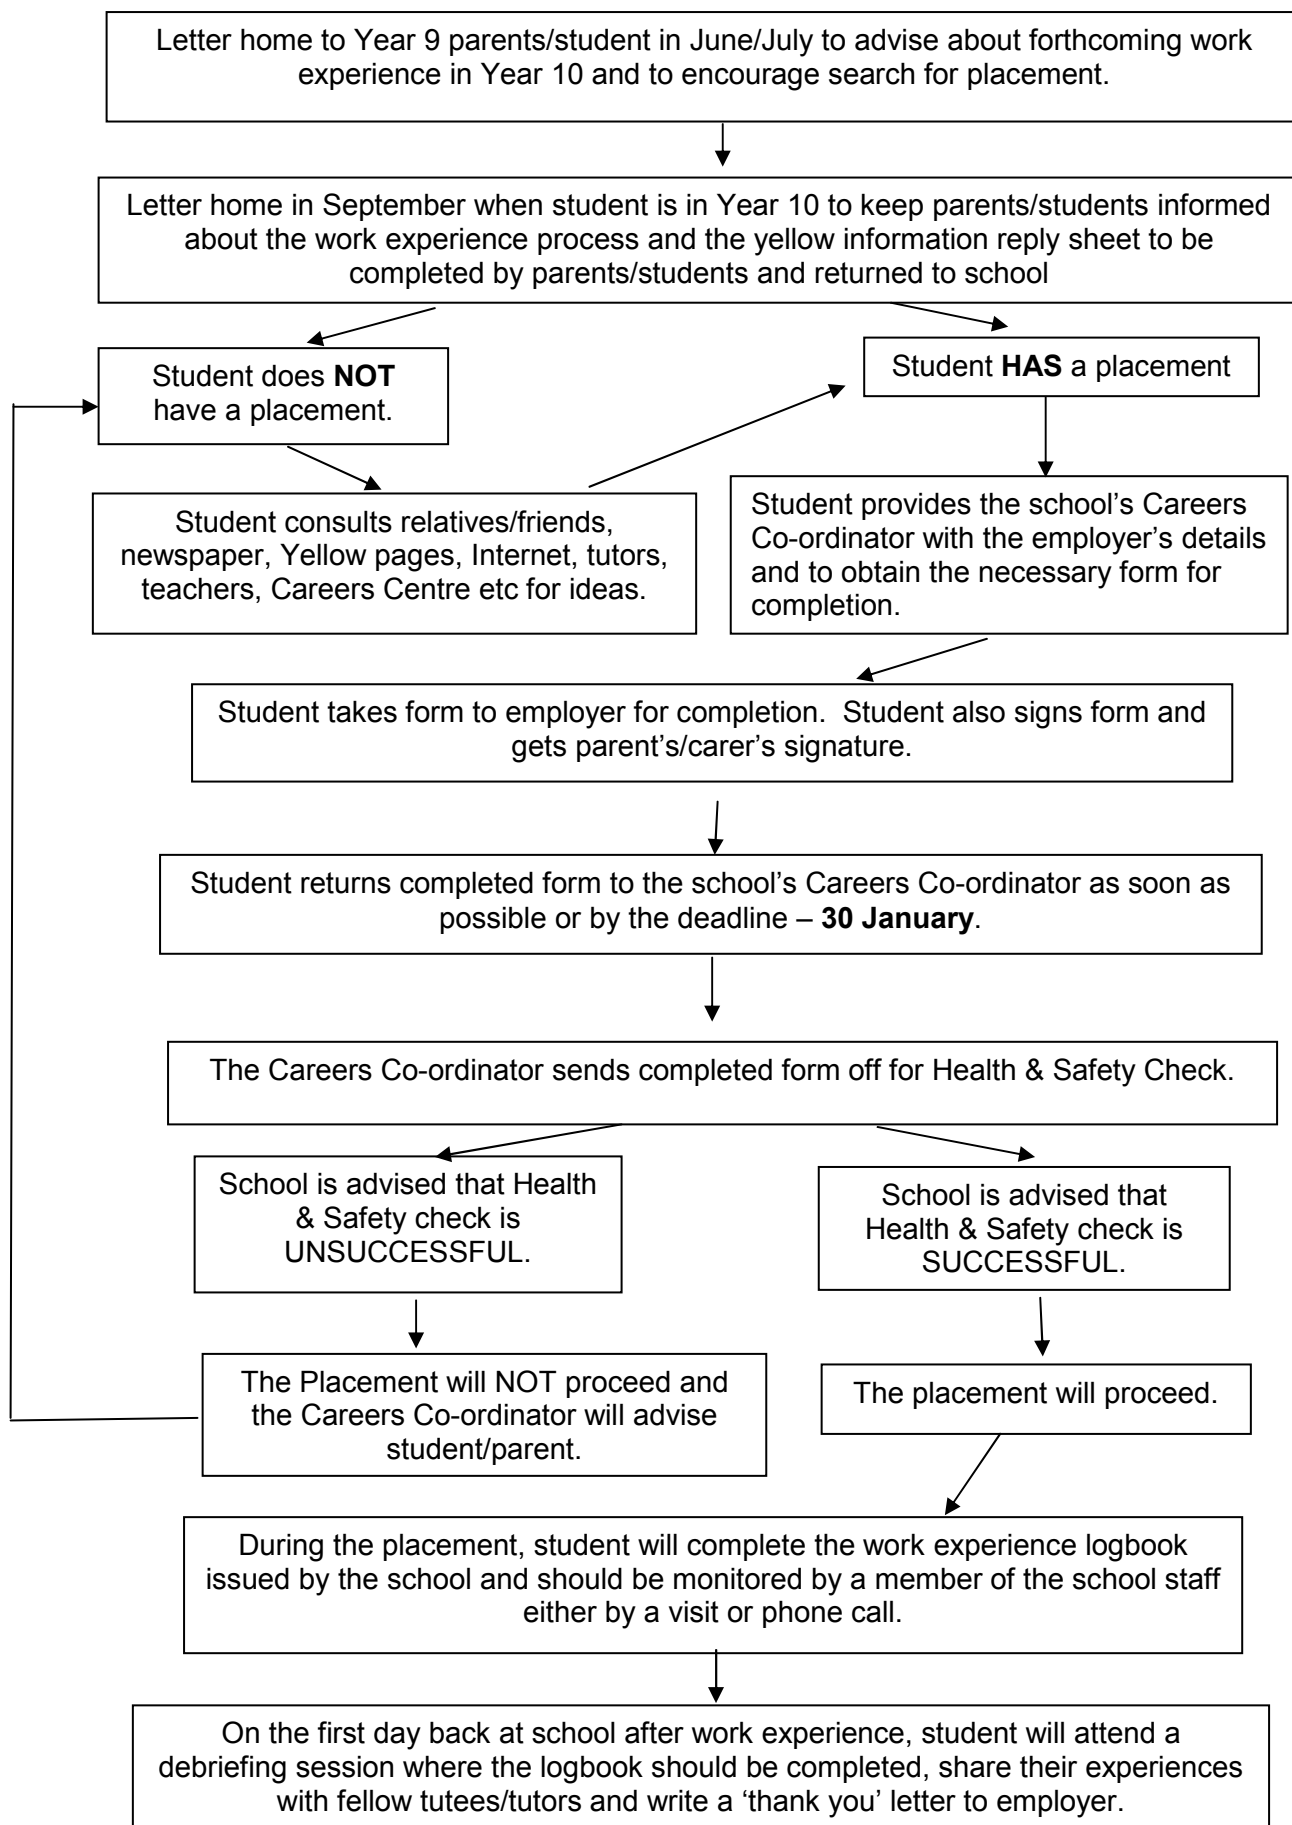 Letter home to Year 9 parents/student in June/July to advise about forthcoming work
experience in Year 10 and to encourage search for placement.
Letter home in September when student is in Year 10 to keep parents/students informed
about the work experience process and the yellow information reply sheet to be
completed by parents/students and returned to school
Student does NOT
have a placement.
Student HAS a placement
Student consults relatives/friends,
newspaper, Yellow pages, Internet, tutors,
teachers, Careers Centre etc for ideas.
Student provides the school’s Careers
Co-ordinator with the employer’s details
and to obtain the necessary form for
completion.
Student takes form to employer for completion.  Student also signs form and
gets parent’s/carer’s signature.
Student returns completed form to the school’s Careers Co-ordinator as soon as
possible or by the deadline – 30 January.
The Careers Co-ordinator sends completed form off for Health & Safety Check.
School is advised that Health
& Safety check is
UNSUCCESSFUL.
School is advised that
Health & Safety check is
SUCCESSFUL.
The Placement will NOT proceed and
the Careers Co-ordinator will advise
student/parent.
The placement will proceed.
During the placement, student will complete the work experience logbook
issued by the school and should be monitored by a member of the school staff
either by a visit or phone call.
On the first day back at school after work experience, student will attend a
debriefing session where the logbook should be completed, share their experiences
with fellow tutees/tutors and write a ‘thank you’ letter to employer.